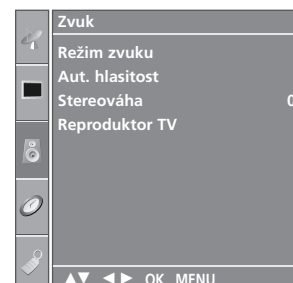 Zvuk
Režim zvuku
Aut. hlasitost
Stereováha 0
Reproduktor TV
▲▼ ◄► OK MENU